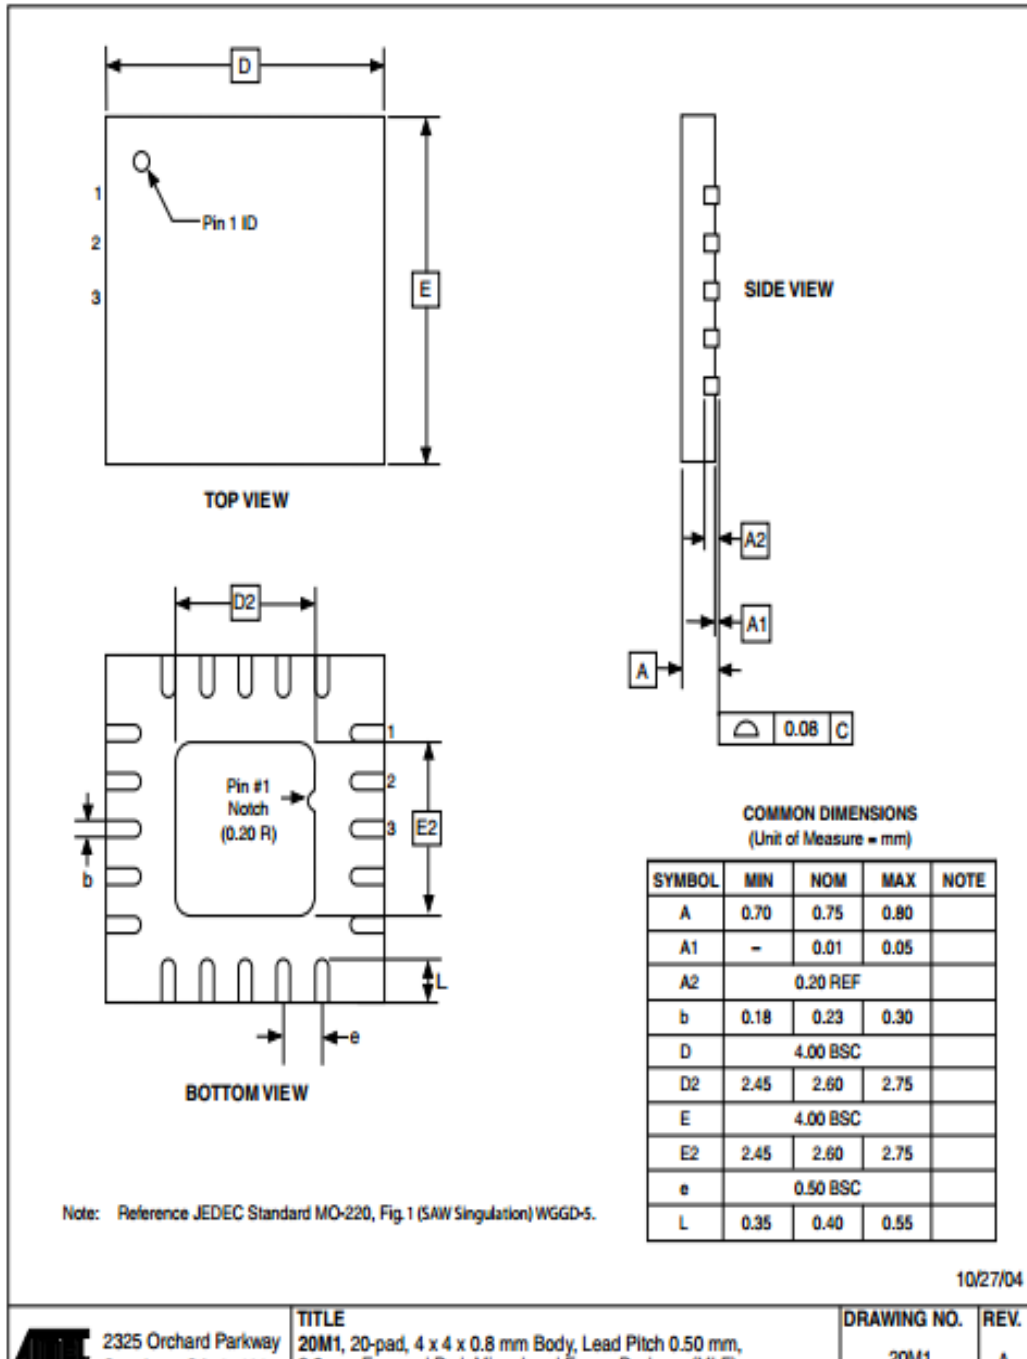 D
1
2
3
Pin 1 ID
E
SIDE VIEW
TOP VIEW
A2
A1
A
0.08 C
D2
1
2
3
Pin #1
Notch
(0.20 R)
E2
b
L
e
BOTTOM VIEW
COMMON DIMENSIONS
(Unit of Measure = mm)
SYMBOL MIN NOM MAX NOTE
A 0.70 0.75 0.80
A1 – 0.01 0.05
A2 0.20 REF
b 0.18 0.23 0.30
D 4.00 BSC
D2 2.45 2.60 2.75
E 4.00 BSC
E2 2.45 2.60 2.75
e 0.50 BSC
L 0.35 0.40 0.55
Note: Reference JEDEC Standard MO-220, Fig. 1 (SAW Singulation) WGGD-5.
10/27/04
2325 Orchard Parkway
TITLE
20M1, 20-pad, 4 x 4 x 0.8 mm Body, Lead Pitch 0.50 mm,
DRAWING NO.
20M1
REV.